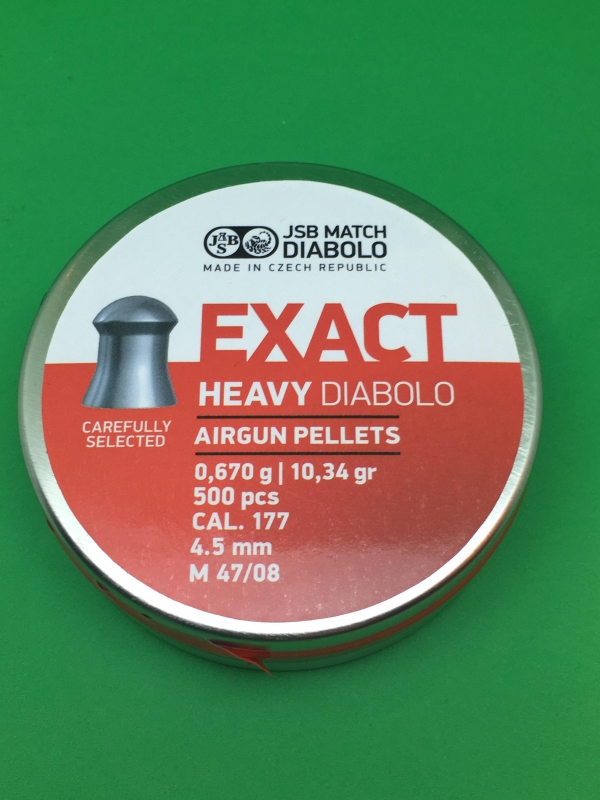 JSB
JSB MATCH
DIABOLO
MADE IN CZECH REPUBLIC
EXACT
HEAVY DIABOLO
CAREFULLY
SELECTED
AIRGUN PELLETS
0,670 g | 10,34 gr
500 pcs
CAL. 177
4.5 mm
M 47/08